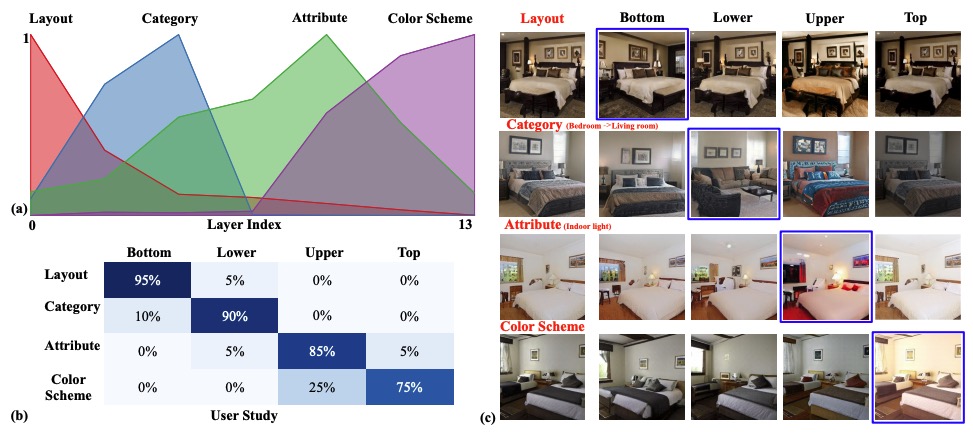 Layout Category Attribute Color Scheme
1
(a)
0 Layer Index 13
Bottom Lower Upper Top
Layout 95% 5% 0% 0%
Category 10% 90% 0% 0%
Attribute 0% 5% 85% 5%
Color
Scheme 0% 0% 25% 75%
(b) User Study
Layout Bottom Lower Upper Top
Category (Bedroom ->Living room)
Attribute (Indoor light)
Color Scheme
(c)